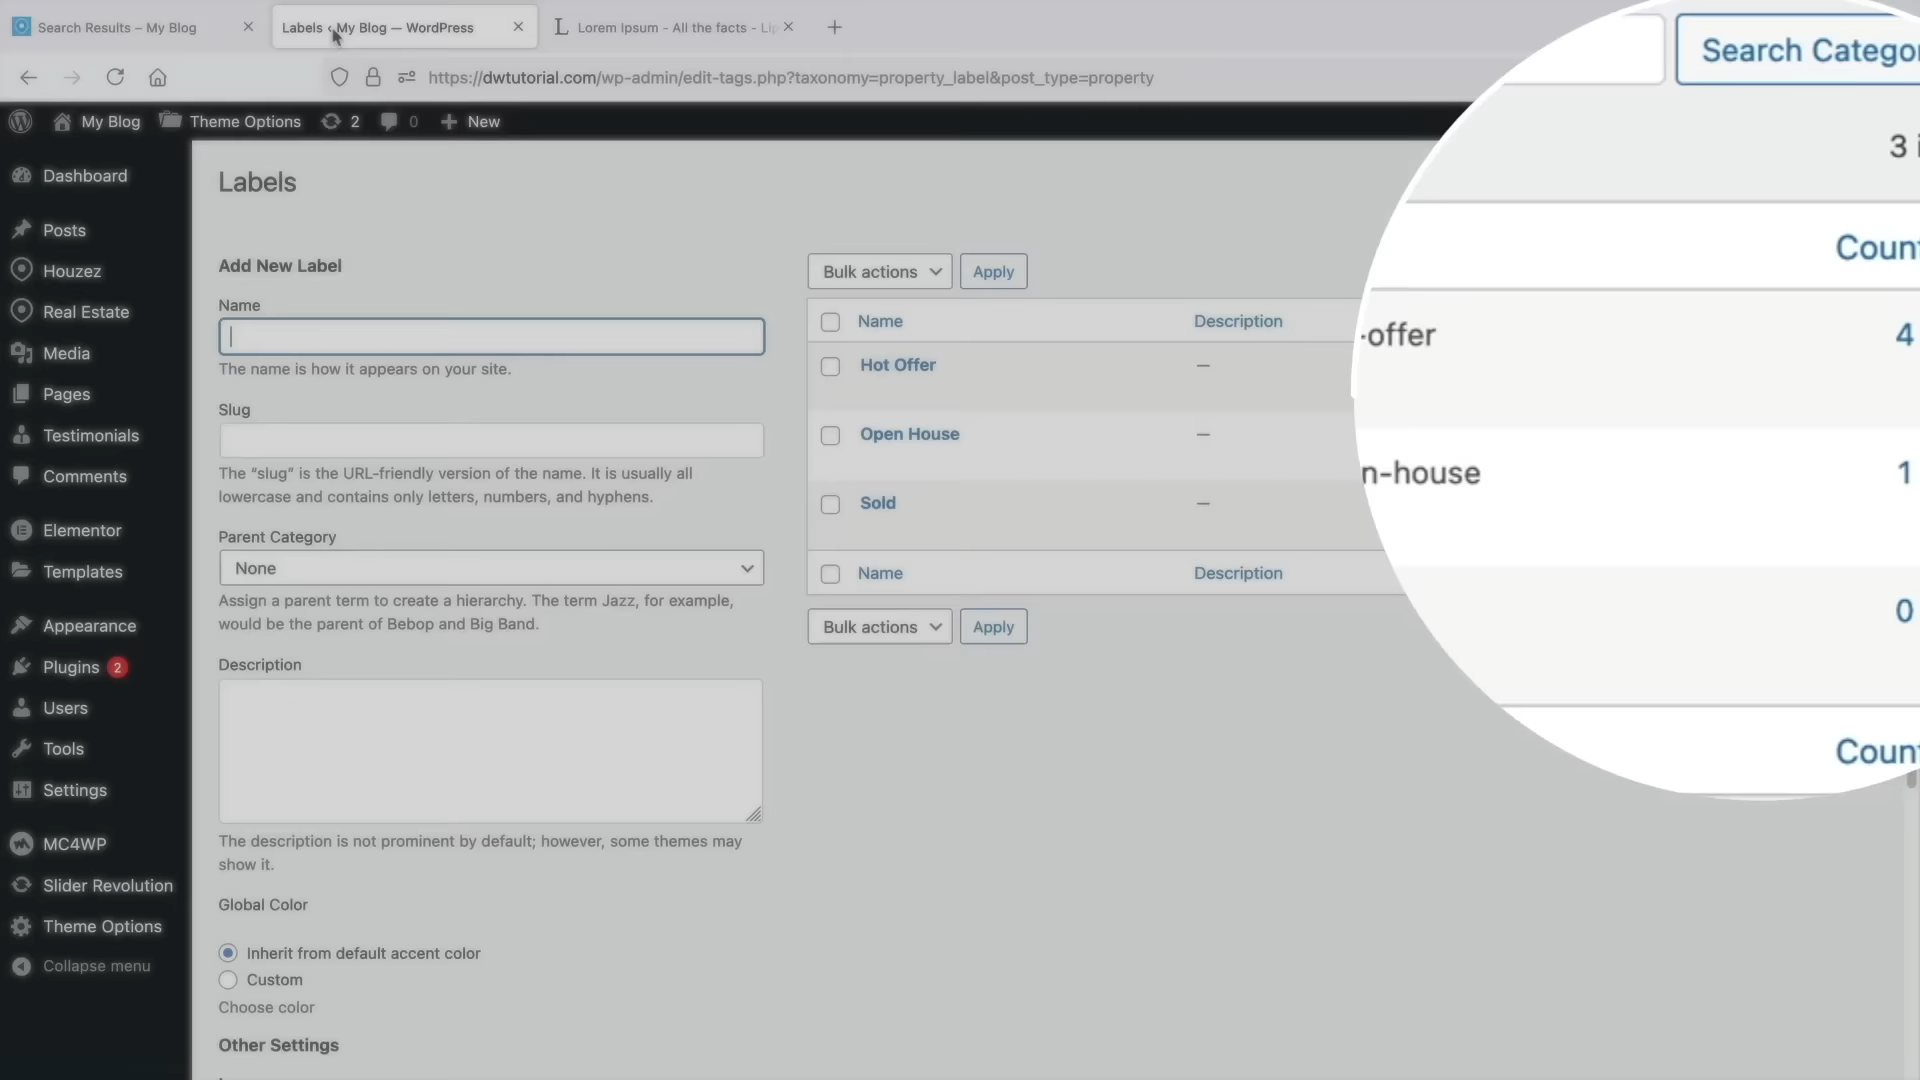 Search Results – My Blog
Labels ‹ My Blog — WordPress
Lorem Ipsum - All the facts - Lip
https://dwtutorial.com/wp-admin/edit-tags.php?taxonomy=property_label&post_type=property
My Blog
Theme Options
2
0
New
Dashboard
Posts
Houzez
Real Estate
Media
Pages
Testimonials
Comments
Elementor
Templates
Appearance
Plugins 2
Users
Tools
Settings
MC4WP
Slider Revolution
Theme Options
Collapse menu
Labels
Add New Label
Name
The name is how it appears on your site.
Slug
The “slug” is the URL-friendly version of the name. It is usually all
lowercase and contains only letters, numbers, and hyphens.
Parent Category
None
Assign a parent term to create a hierarchy. The term Jazz, for example,
would be the parent of Bebop and Big Band.
Description
The description is not prominent by default; however, some themes may
show it.
Global Color
Inherit from default accent color
Custom
Choose color
Other Settings
Bulk actions Apply
Name Description
Hot Offer —
Open House —
Sold —
Name Description
Bulk actions Apply
Search Categor
3 i
Count
-offer 4
n-house 1
0
Count